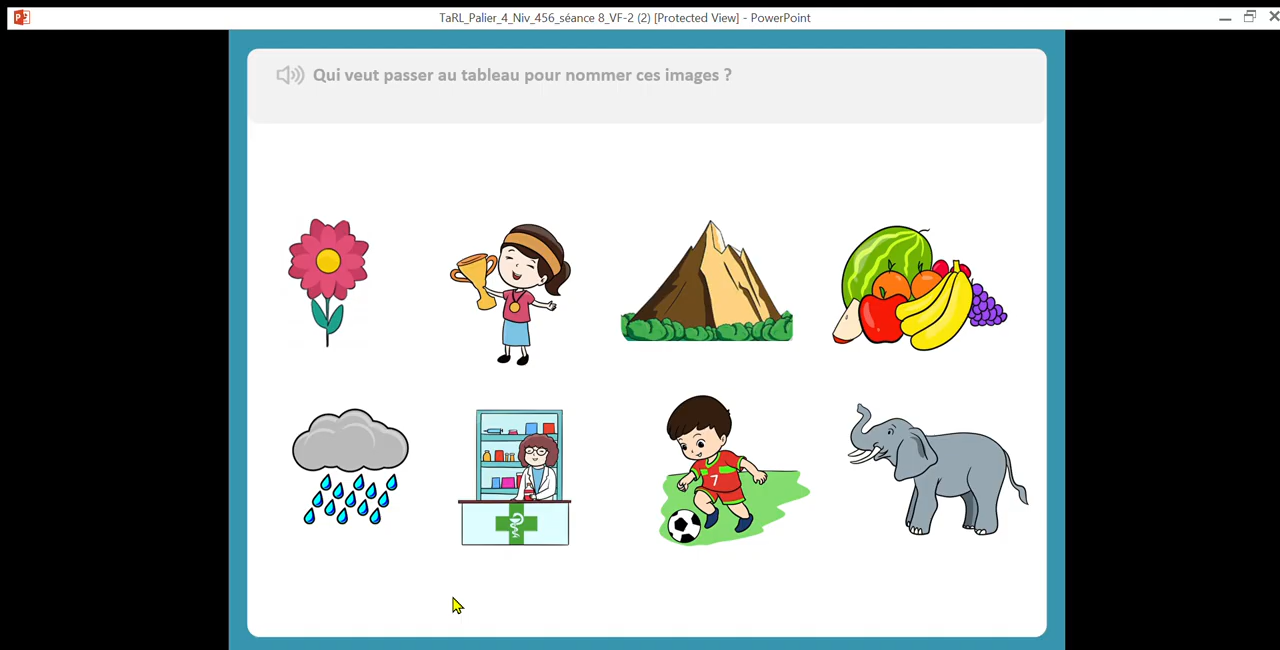 TaRL_Palier_4_Niv_456_séance 8_VF-2 (2) [Protected View] - PowerPoint
Qui veut passer au tableau pour nommer ces images ?
7